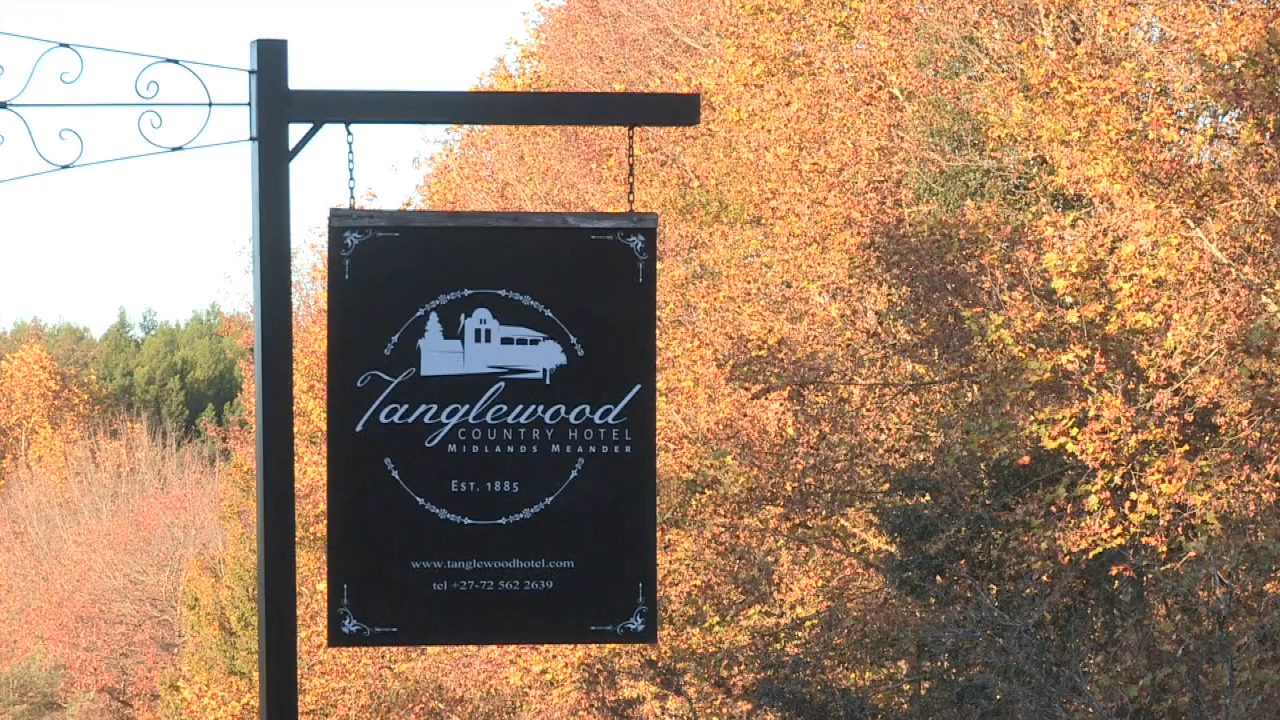 Tanglewood
COUNTRY HOTEL
MIDLANDS MEANDER
EST. 1885
www.tanglewoodhotel.com
tel +27-72 562 2639